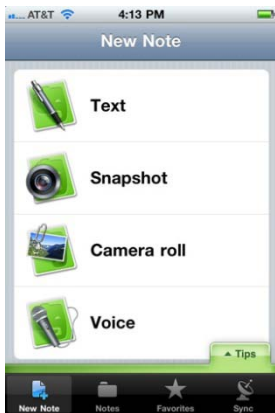 AT&T 4:13 PM
New Note
Text
Snapshot
Camera roll
Voice
Tips
New Note Notes Favorites Sync